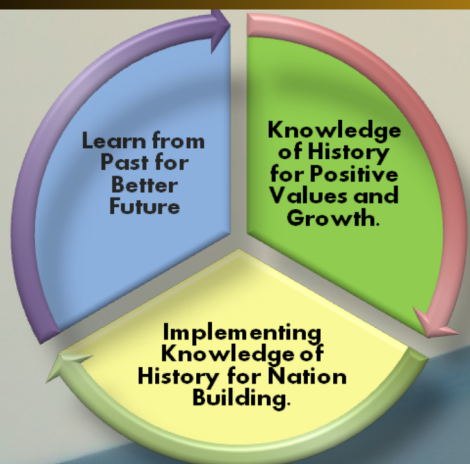 Learn from
Past for
Better
Future
Knowledge
of History
for Positive
Values and
Growth.
Implementing
Knowledge of
History for Nation
Building.